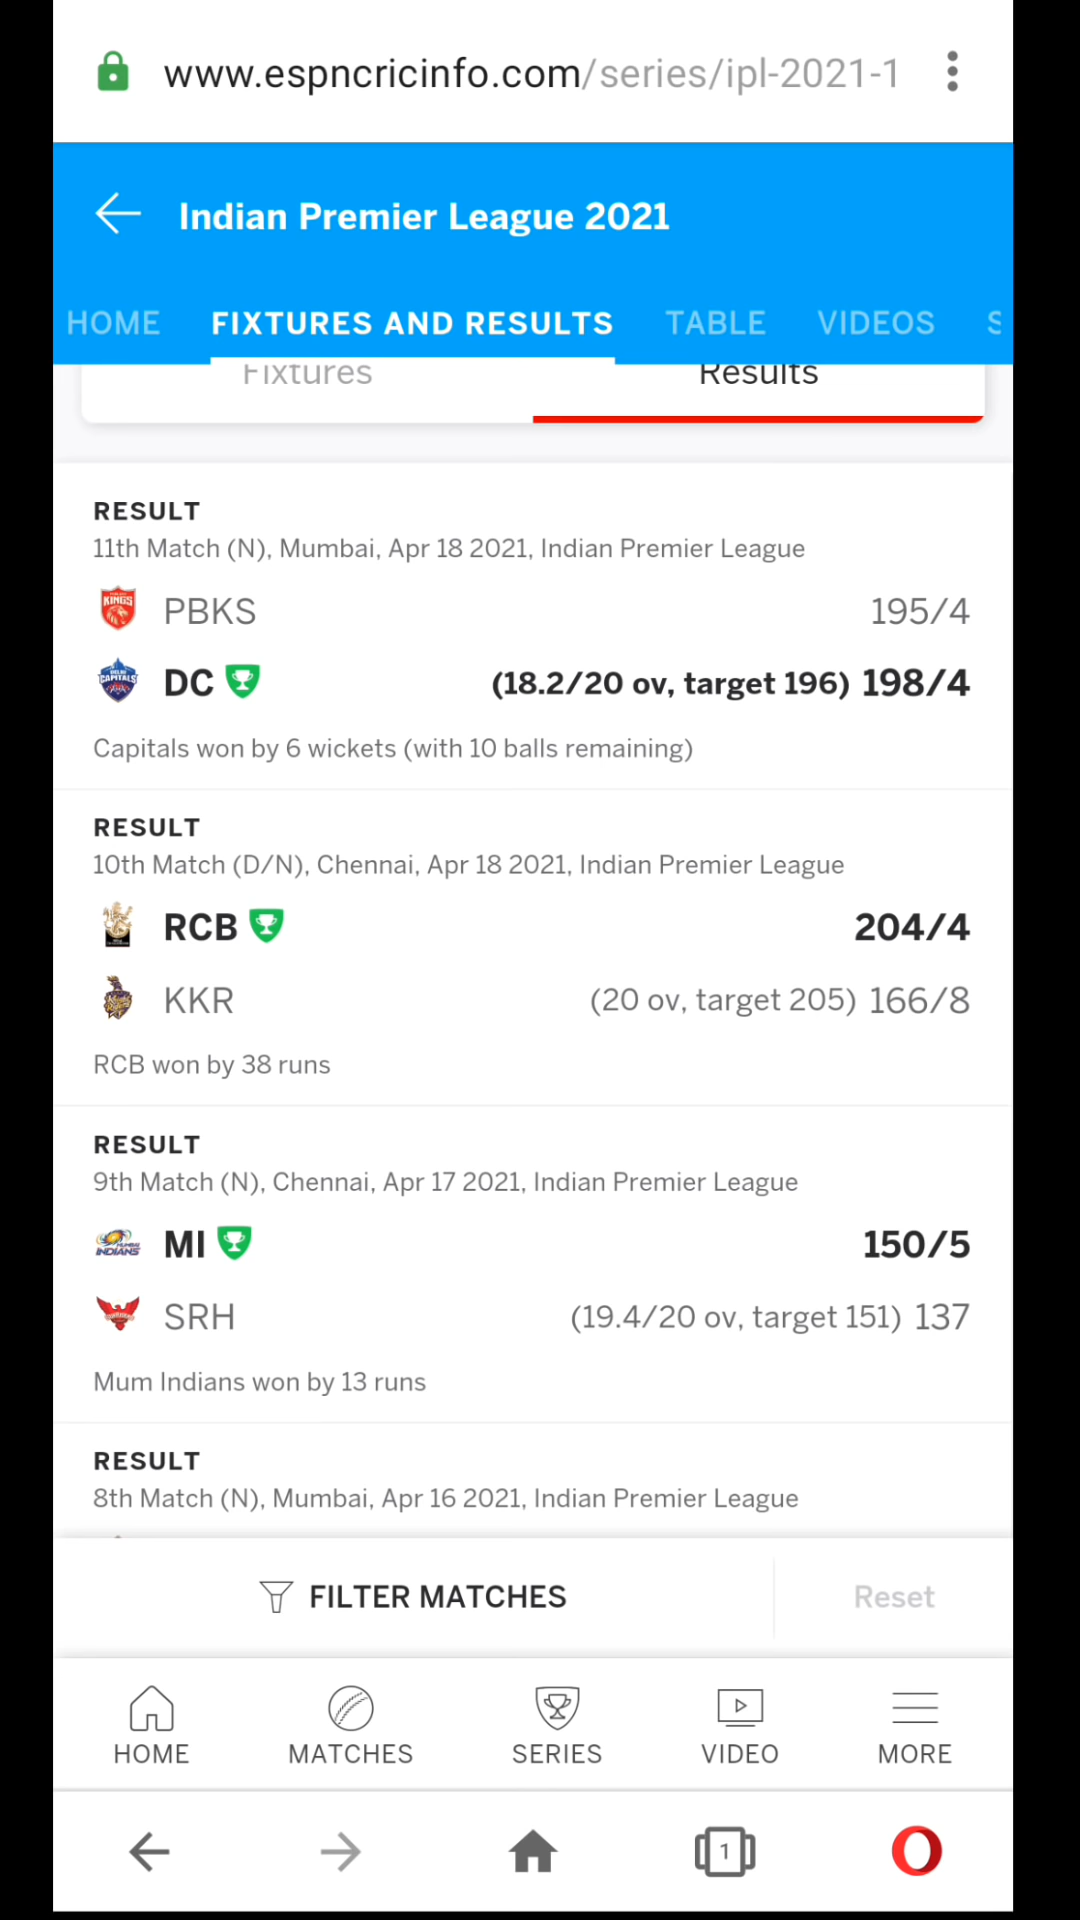 www.espncricinfo.com/series/ipl-2021-1
Indian Premier League 2021
HOME FIXTURES AND RESULTS TABLE VIDEOS S
Fixtures Results
RESULT
11th Match (N), Mumbai, Apr 18 2021, Indian Premier League
KINGS PBKS 195/4
DELHI CAPITALS DC (18.2/20 ov, target 196) 198/4
Capitals won by 6 wickets (with 10 balls remaining)
RESULT
10th Match (D/N), Chennai, Apr 18 2021, Indian Premier League
RCB 204/4
KKR (20 ov, target 205) 166/8
RCB won by 38 runs
RESULT
9th Match (N), Chennai, Apr 17 2021, Indian Premier League
MUMBAI INDIANS MI 150/5
SRH (19.4/20 ov, target 151) 137
Mum Indians won by 13 runs
RESULT
8th Match (N), Mumbai, Apr 16 2021, Indian Premier League
FILTER MATCHES Reset
HOME MATCHES SERIES VIDEO MORE
1